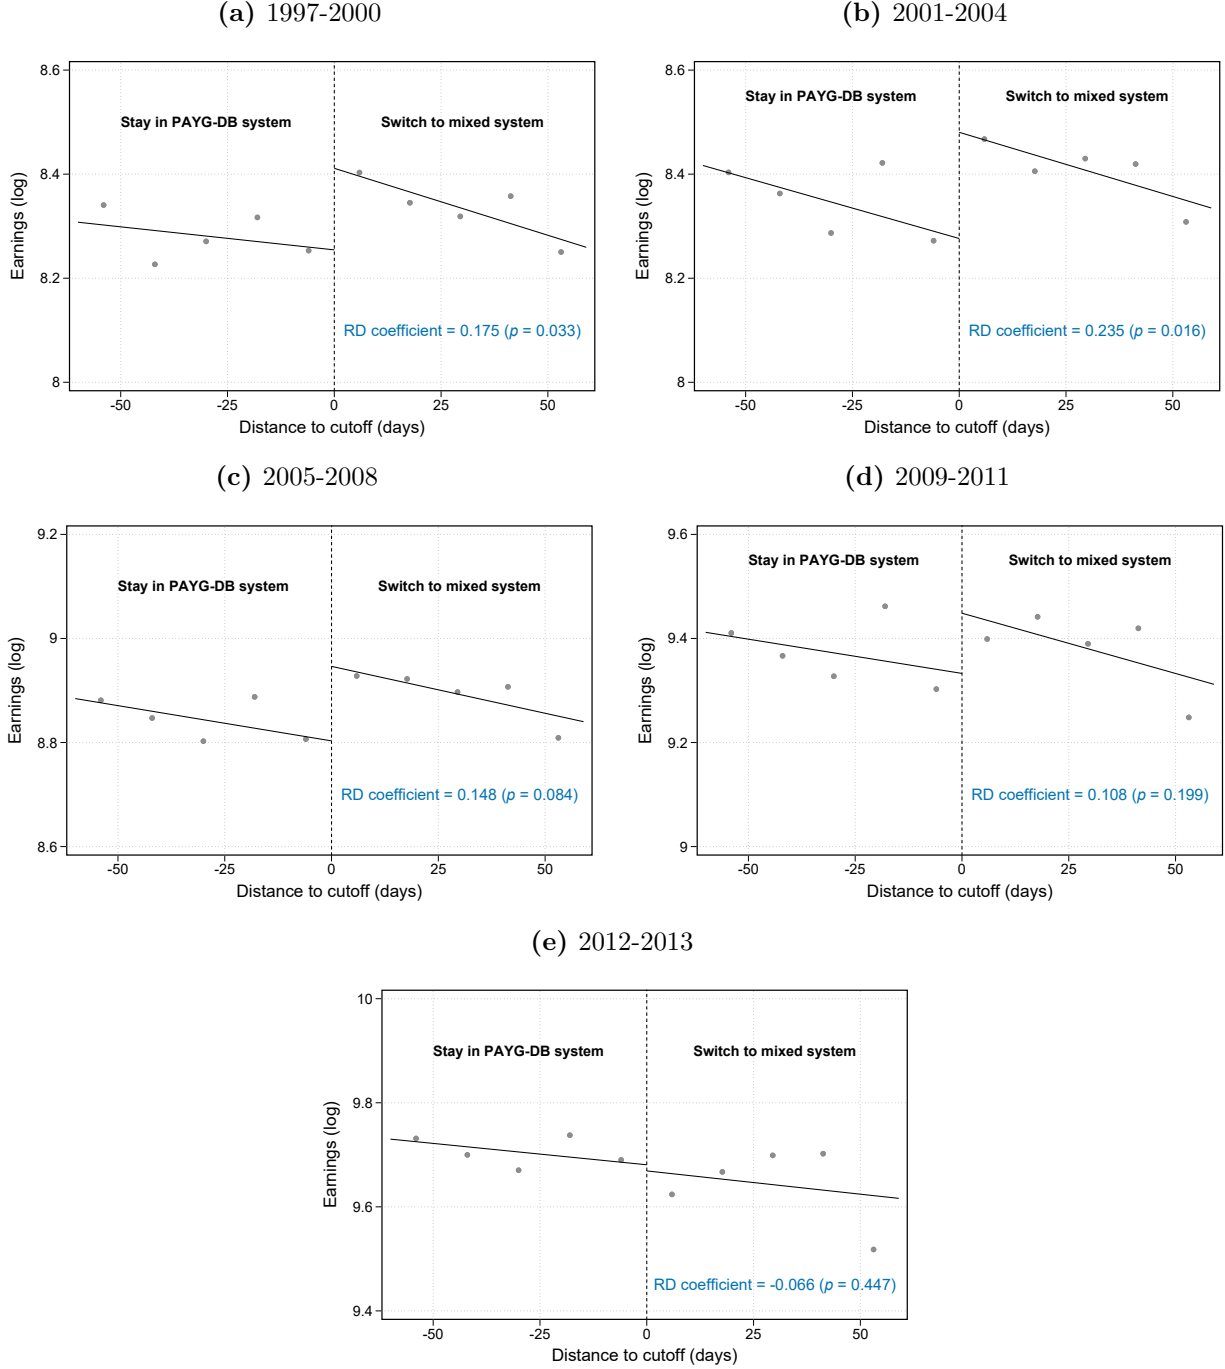 (a) 1997-2000
8.6
8.4
8.2
8
Earnings (log)
Stay in PAYG-DB system
Switch to mixed system
RD coefficient = 0.175 (p = 0.033)
-50 -25 0 25 50
Distance to cutoff (days)
(b) 2001-2004
8.6
8.4
8.2
8
Earnings (log)
Stay in PAYG-DB system
Switch to mixed system
RD coefficient = 0.235 (p = 0.016)
-50 -25 0 25 50
Distance to cutoff (days)
(c) 2005-2008
9.2
9
8.8
8.6
Earnings (log)
Stay in PAYG-DB system
Switch to mixed system
RD coefficient = 0.148 (p = 0.084)
-50 -25 0 25 50
Distance to cutoff (days)
(d) 2009-2011
9.6
9.4
9.2
9
Earnings (log)
Stay in PAYG-DB system
Switch to mixed system
RD coefficient = 0.108 (p = 0.199)
-50 -25 0 25 50
Distance to cutoff (days)
(e) 2012-2013
10
9.8
9.6
9.4
Earnings (log)
Stay in PAYG-DB system
Switch to mixed system
RD coefficient = -0.066 (p = 0.447)
-50 -25 0 25 50
Distance to cutoff (days)